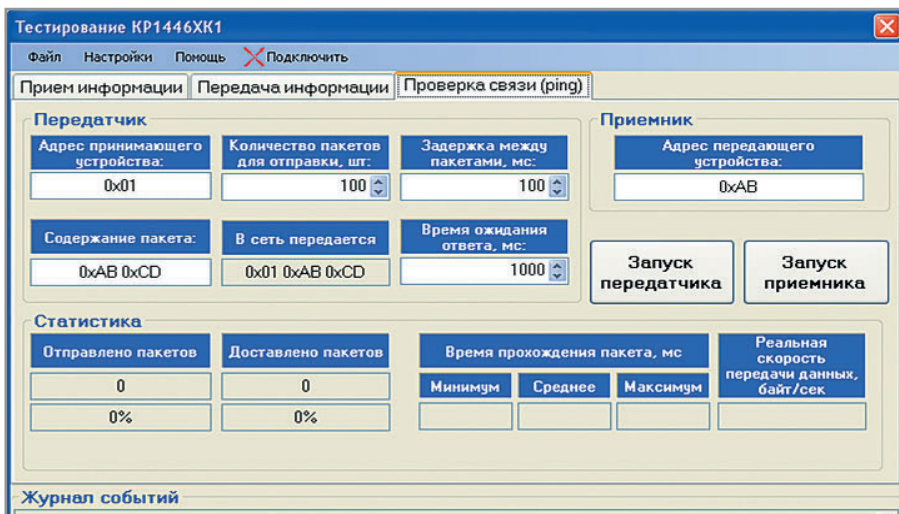 Тестирование КР1446ХК1
Файл Настройки Помощь Подключить
Прием информации Передача информации Проверка связи (ping)
Передатчик
Адрес принимающего
устройства:
0x01
Количество пакетов
для отправки, шт:
100
Задержка между
пакетами, мс:
100
Содержание пакета:
0xAB 0xCD
В сеть передается
0x01 0xAB 0xCD
Время ожидания
ответа, мс:
1000
Приемник
Адрес передающего
устройства:
0xAB
Запуск
передатчика
Запуск
приемника
Статистика
Отправлено пакетов
0
0%
Доставлено пакетов
0
0%
Время прохождения пакета, мс
Минимум Среднее Максимум
Реальная
скорость
передачи данных,
байт/сек
Журнал событий